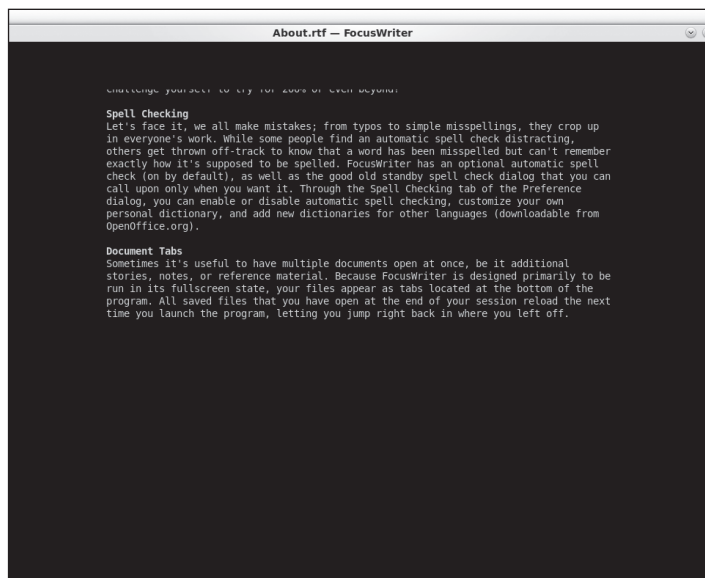 About.rtf — FocusWriter
challenge yourself to try for 200% or even beyond!
Spell Checking
Let's face it, we all make mistakes; from typos to simple misspellings, they crop up
in everyone's work. While some people find an automatic spell check distracting,
others get thrown off-track to know that a word has been misspelled but can't remember
exactly how it's supposed to be spelled. FocusWriter has an optional automatic spell
check (on by default), as well as the good old standby spell check dialog that you can
call upon only when you want it. Through the Spell Checking tab of the Preference
dialog, you can enable or disable automatic spell checking, customize your own
personal dictionary, and add new dictionaries for other languages (downloadable from
OpenOffice.org).
Document Tabs
Sometimes it's useful to have multiple documents open at once, be it additional
stories, notes, or reference material. Because FocusWriter is designed primarily to be
run in its fullscreen state, your files appear as tabs located at the bottom of the
program. All saved files that you have open at the end of your session reload the next
time you launch the program, letting you jump right back in where you left off.